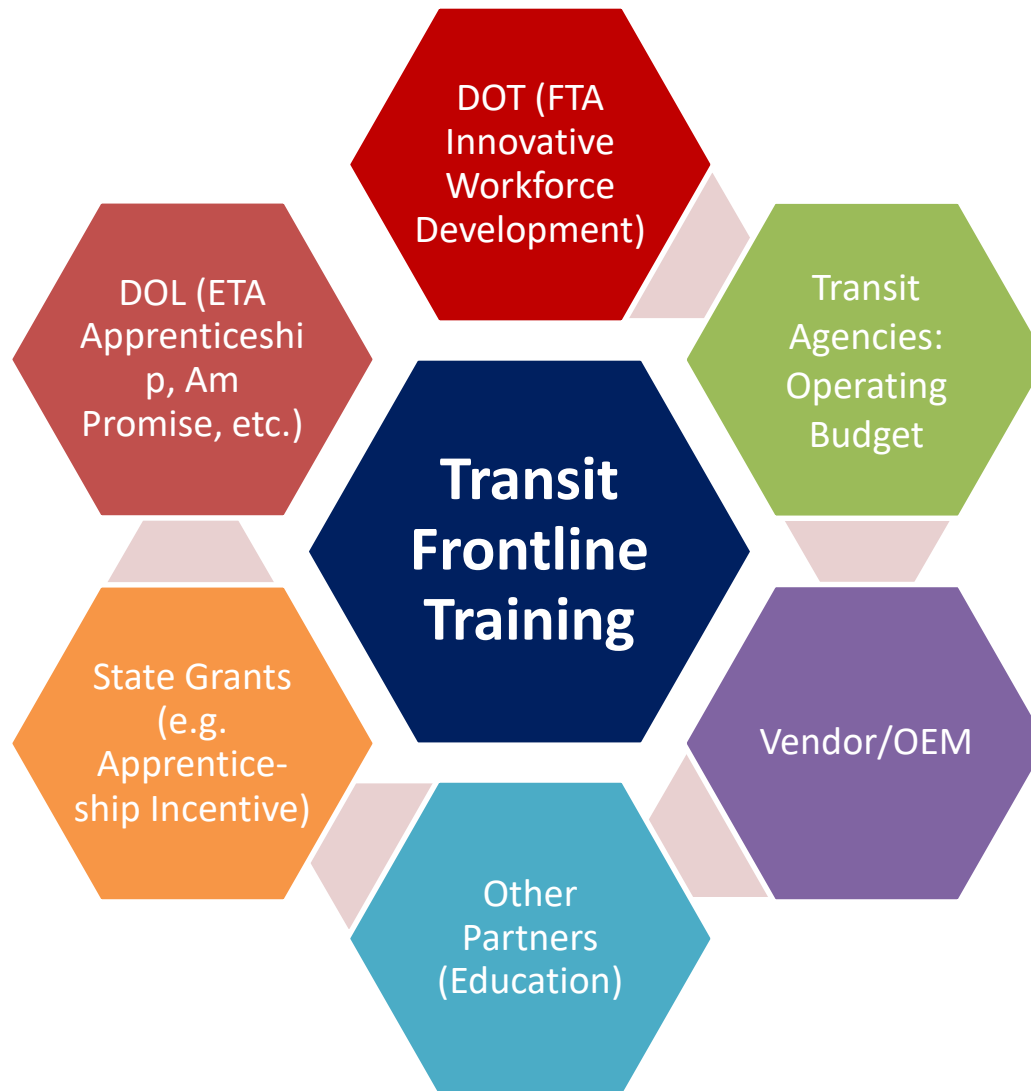 DOT (FTA
Innovative
Workforce
Development)
Transit
Agencies:
Operating
Budget
Vendor/OEM
Other
Partners
(Education)
State Grants
(e.g.
Apprentice-
ship Incentive)
DOL (ETA
Apprenticeshi
p, Am
Promise, etc.)
Transit
Frontline
Training